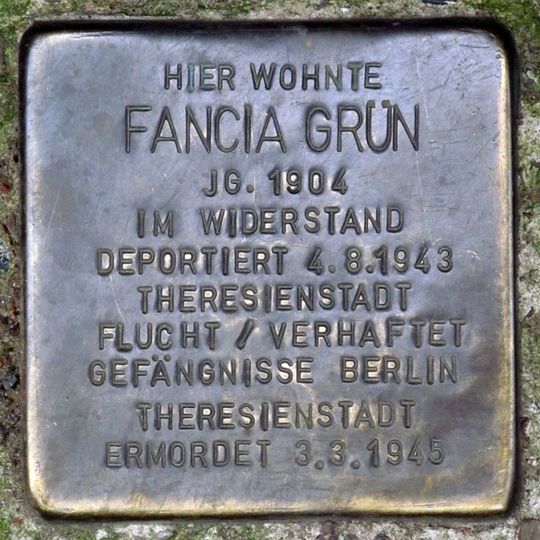 HIER WOHNTE
FANCIA GRÜN
JG. 1904
IM WIDERSTAND
DEPORTIERT 4.8.1943
THERESIENSTADT
FLUCHT / VERHAFTET
GEFÄNGNISSE BERLIN
THERESIENSTADT
ERMORDET 3.3.1945